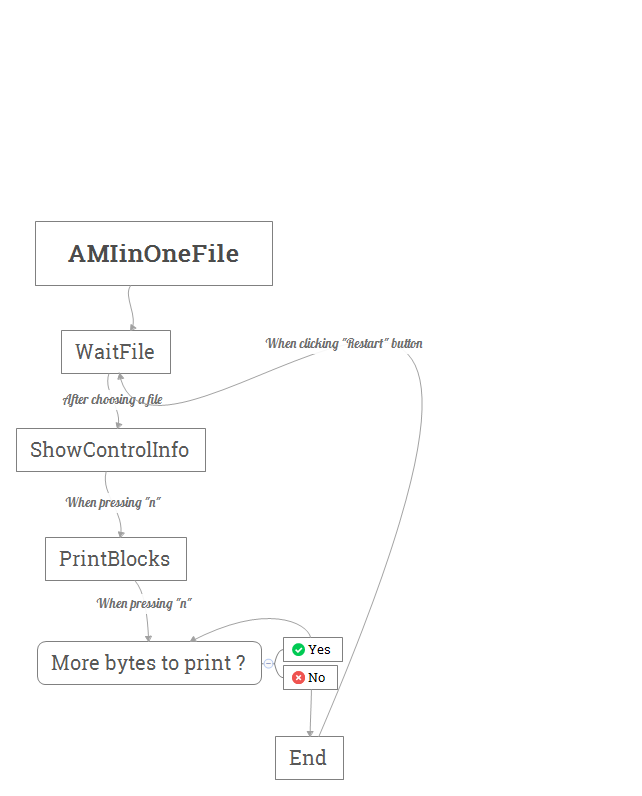 AMIinOneFile
WaitFile
When clicking "Restart" button
After choosing a file
ShowControlInfo
When pressing "n"
PrintBlocks
When pressing "n"
More bytes to print ?
Yes
No
End